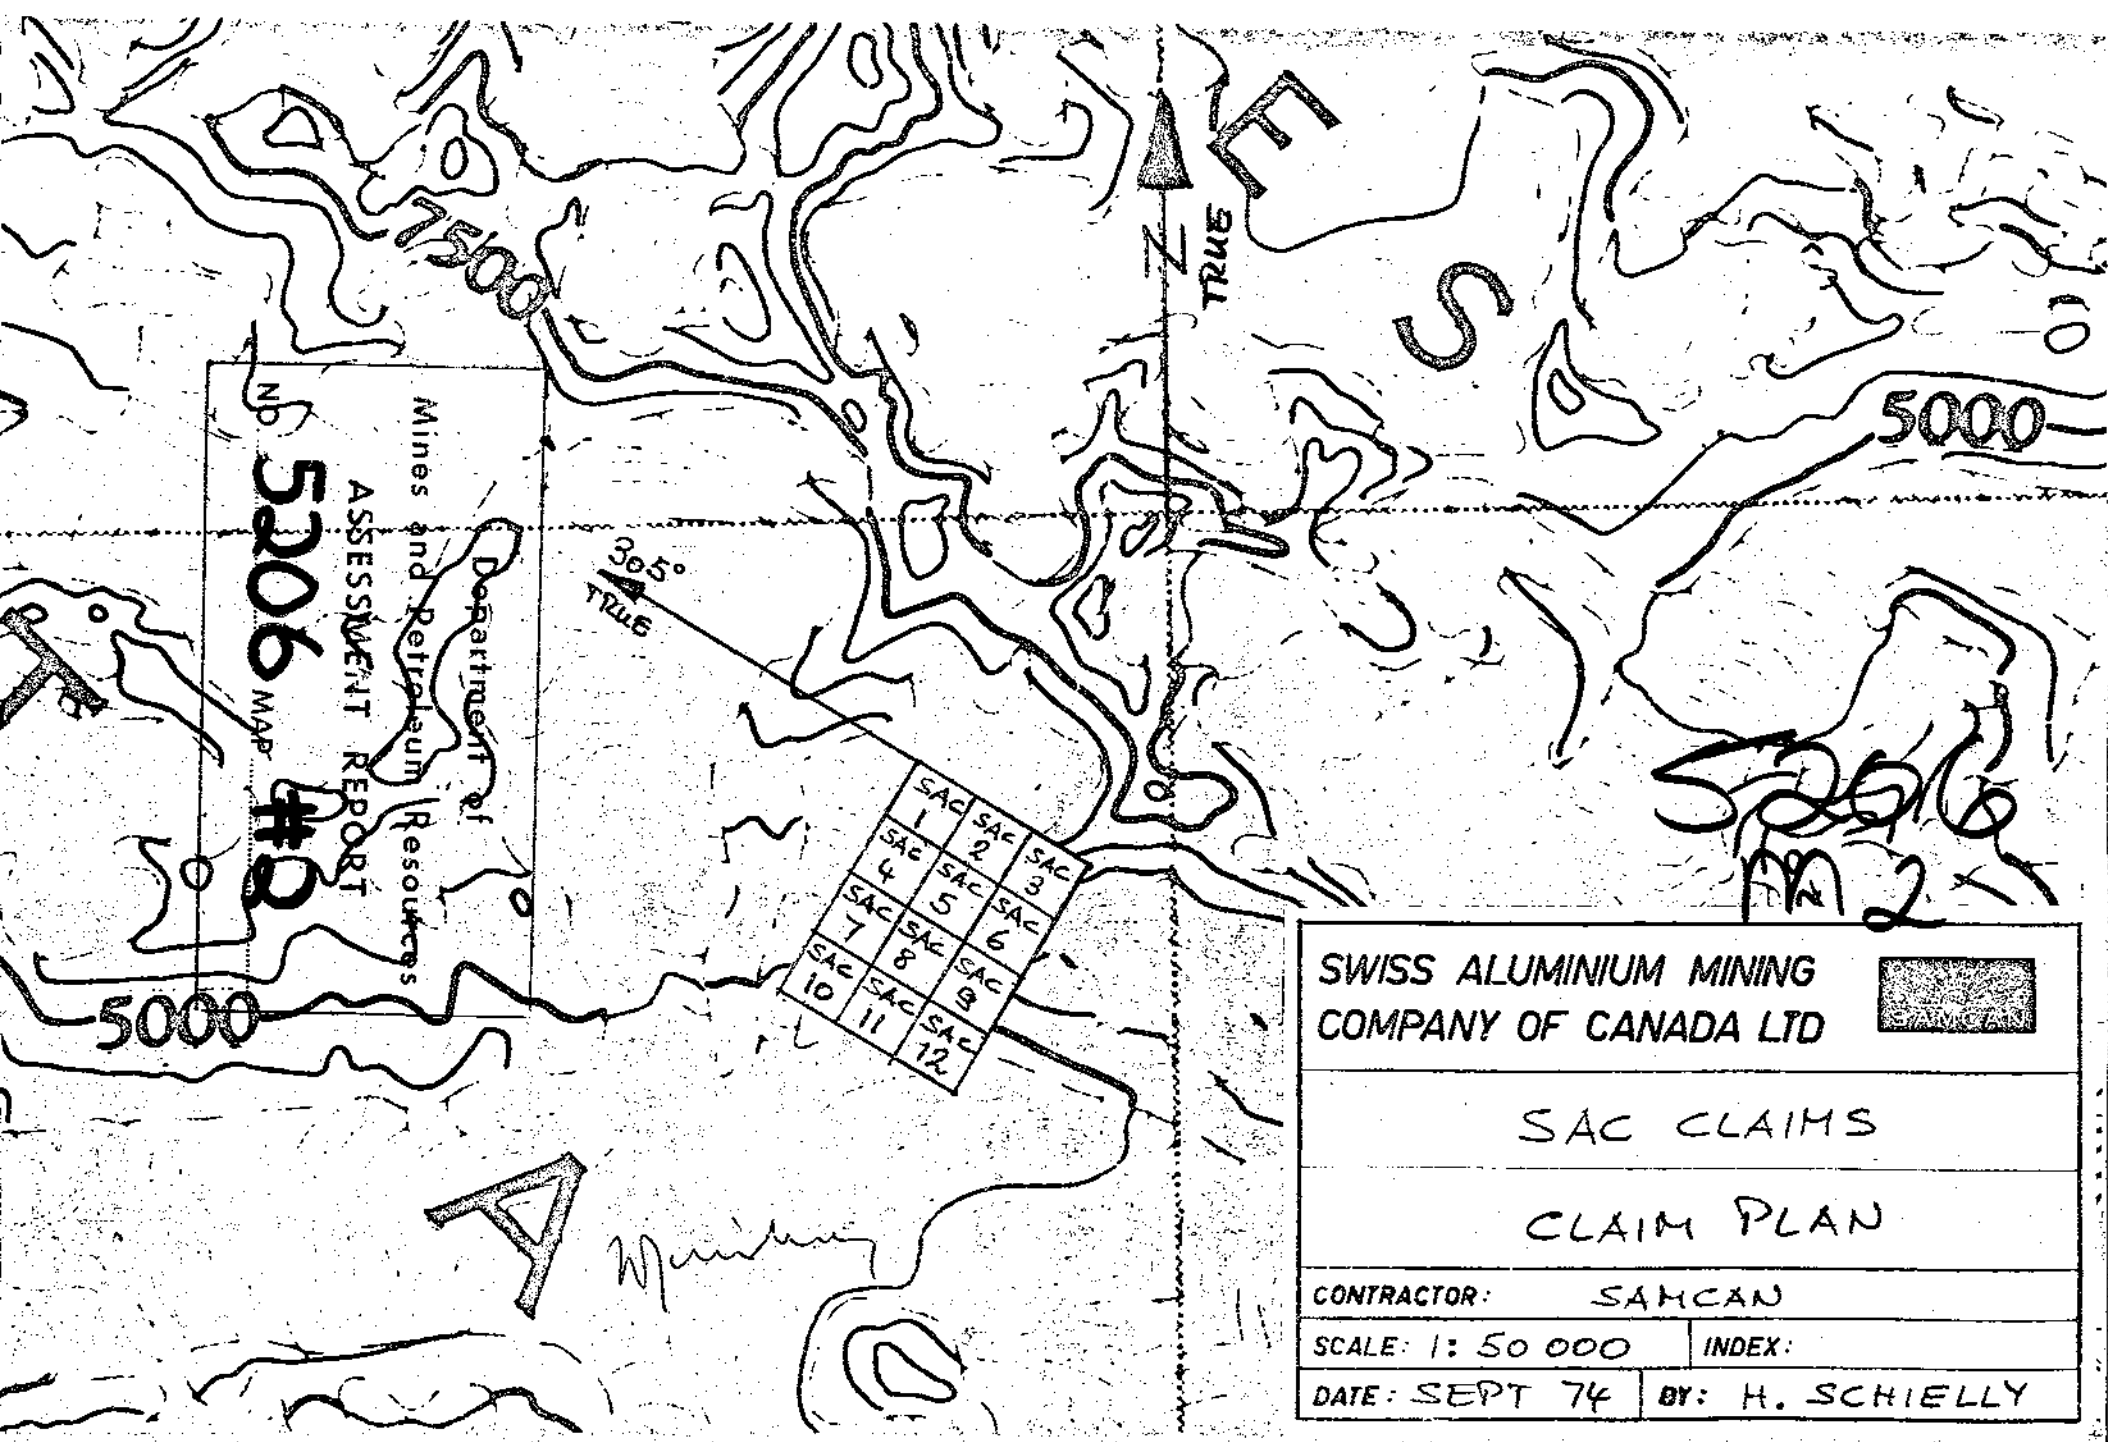 E
S
N
TRUE
7500
5000
Department of
Mines and Petroleum Resources
ASSESSMENT REPORT
NO 5206 MAP #2
305°
TRUE
T
SAC 1
SAC 2
SAC 3
SAC 4
SAC 5
SAC 6
SAC 7
SAC 8
SAC 9
SAC 10
SAC 11
SAC 12
5000
A
5206
M 2
SWISS ALUMINIUM MINING
COMPANY OF CANADA LTD
SAMCAN
SAC CLAIMS
CLAIM PLAN
CONTRACTOR: SAMCAN
SCALE: 1:50 000 INDEX:
DATE: SEPT 74 BY: H. SCHIELLY